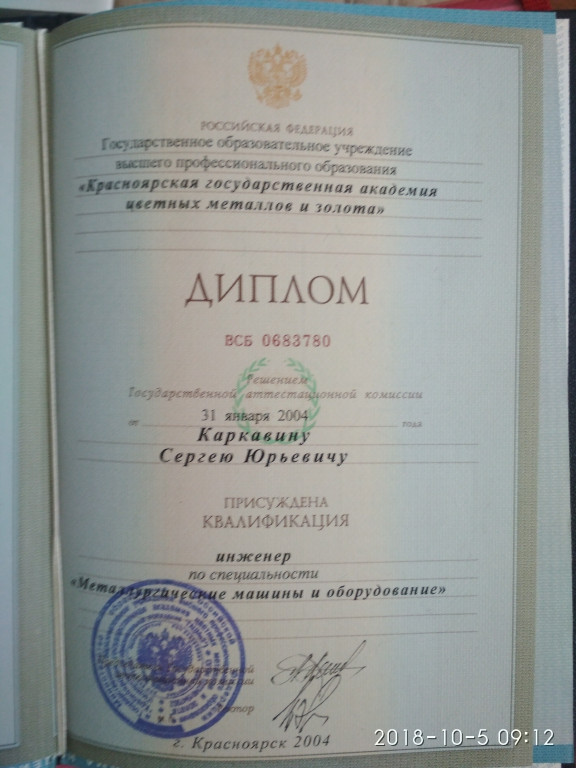 РОССИЙСКАЯ ФЕДЕРАЦИЯ
Государственное образовательное учреждение
высшего профессионального образования
«Красноярская государственная академия
цветных металлов и золота»
ДИПЛОМ
ВСБ 0683780
Решением
Государственной аттестационной комиссии
от 31 января 2004 года
Каркавину
Сергею Юрьевичу
ПРИСУЖДЕНА
КВАЛИФИКАЦИЯ
инженер
по специальности
«Металлургические машины и оборудование»
г. Красноярск 2004
2018-10-5 09:12